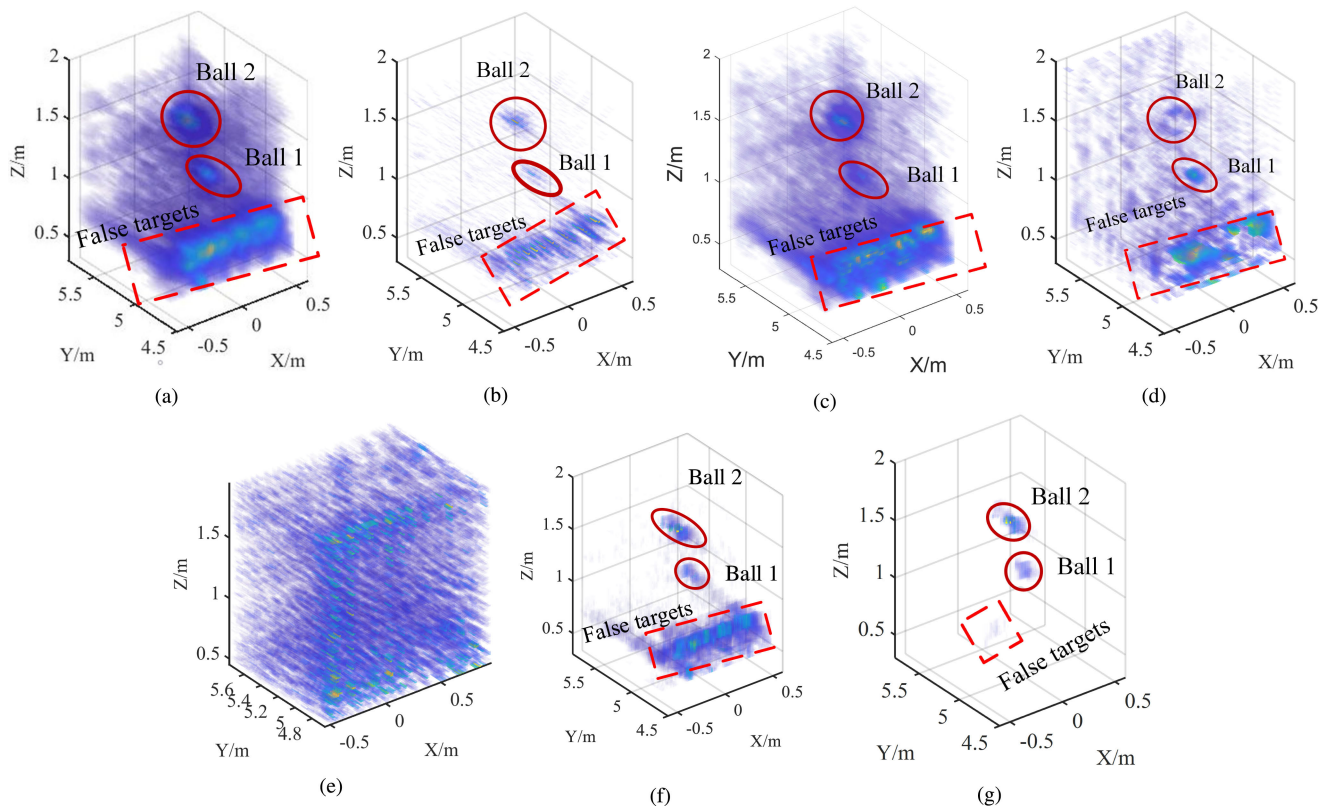 2
1.5
1
0.5
Z/m
Ball 2
Ball 1
False targets
5.5
5
4.5
Y/m
-0.5
0
0.5
X/m
(a)
2
1.5
1
0.5
Z/m
Ball 2
Ball 1
False targets
5.5
5
4.5
Y/m
-0.5
0
0.5
X/m
(b)
2
1.5
1
0.5
Z/m
Ball 2
Ball 1
False targets
5.5
5
4.5
Y/m
-0.5
0
0.5
X/m
(c)
2
1.5
1
0.5
Z/m
Ball 2
Ball 1
False targets
5.5
5
4.5
Y/m
-0.5
0
0.5
X/m
(d)
1.5
1
0.5
Z/m
5.6
5.4
5.2
5
4.8
Y/m
-0.5
0
0.5
X/m
(e)
2
1.5
1
0.5
Z/m
Ball 2
Ball 1
False targets
5.5
5
4.5
Y/m
-0.5
0
0.5
X/m
(f)
2
1.5
1
0.5
Z/m
Ball 2
Ball 1
False targets
5.5
5
4.5
Y/m
-0.5
0
0.5
X/m
(g)